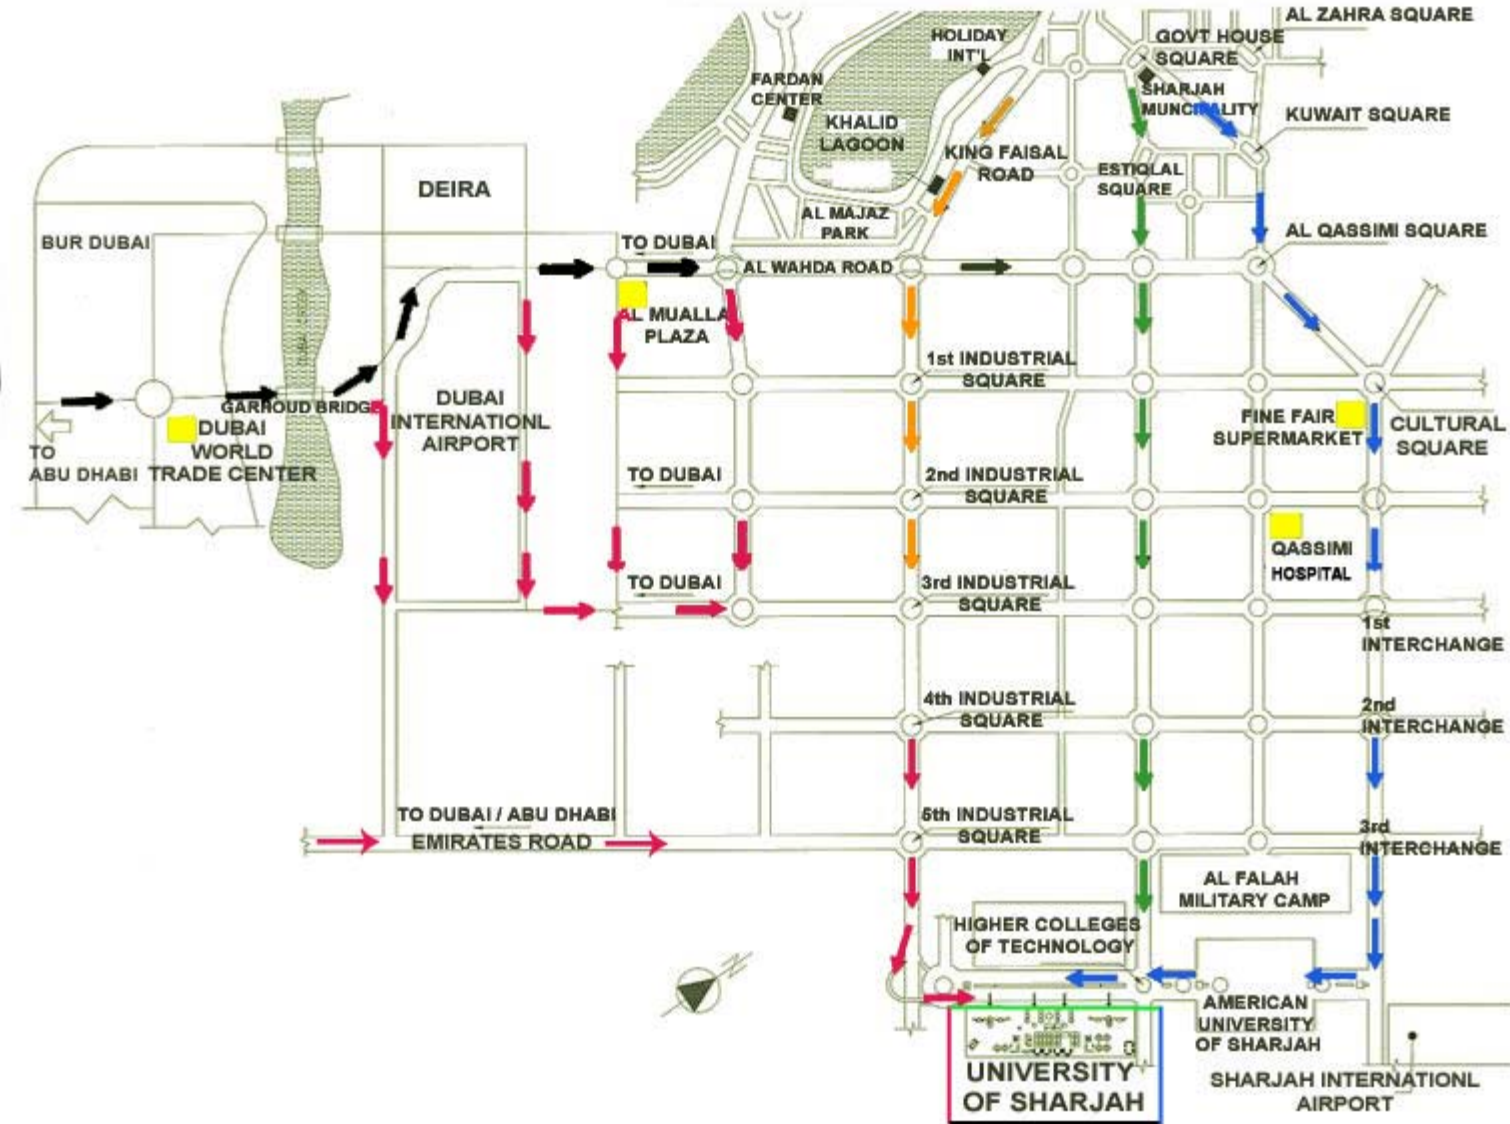 AL ZAHRA SQUARE
HOLIDAY
INT'L
GOVT HOUSE
SQUARE
FARDAN
CENTER
SHARJAH
MUNCIPALITY
KUWAIT SQUARE
KHALID
LAGOON
KING FAISAL
ROAD
ESTIQLAL
SQUARE
DEIRA
AL MAJAZ
PARK
BUR DUBAI
TO DUBAI
AL QASSIMI SQUARE
AL WAHDA ROAD
AL MUALLA
PLAZA
1st INDUSTRIAL
SQUARE
GARHOUD BRIDGE
DUBAI
INTERNATIONL
AIRPORT
FINE FAIR
SUPERMARKET
CULTURAL
SQUARE
DUBAI
WORLD
TRADE CENTER
TO
ABU DHABI
TO DUBAI
2nd INDUSTRIAL
SQUARE
QASSIMI
HOSPITAL
TO DUBAI
3rd INDUSTRIAL
SQUARE
1st
INTERCHANGE
4th INDUSTRIAL
SQUARE
2nd
INTERCHANGE
TO DUBAI / ABU DHABI
EMIRATES ROAD
5th INDUSTRIAL
SQUARE
3rd
INTERCHANGE
AL FALAH
MILITARY CAMP
HIGHER COLLEGES
OF TECHNOLOGY
AMERICAN
UNIVERSITY
OF SHARJAH
UNIVERSITY
OF SHARJAH
SHARJAH INTERNATIONL
AIRPORT